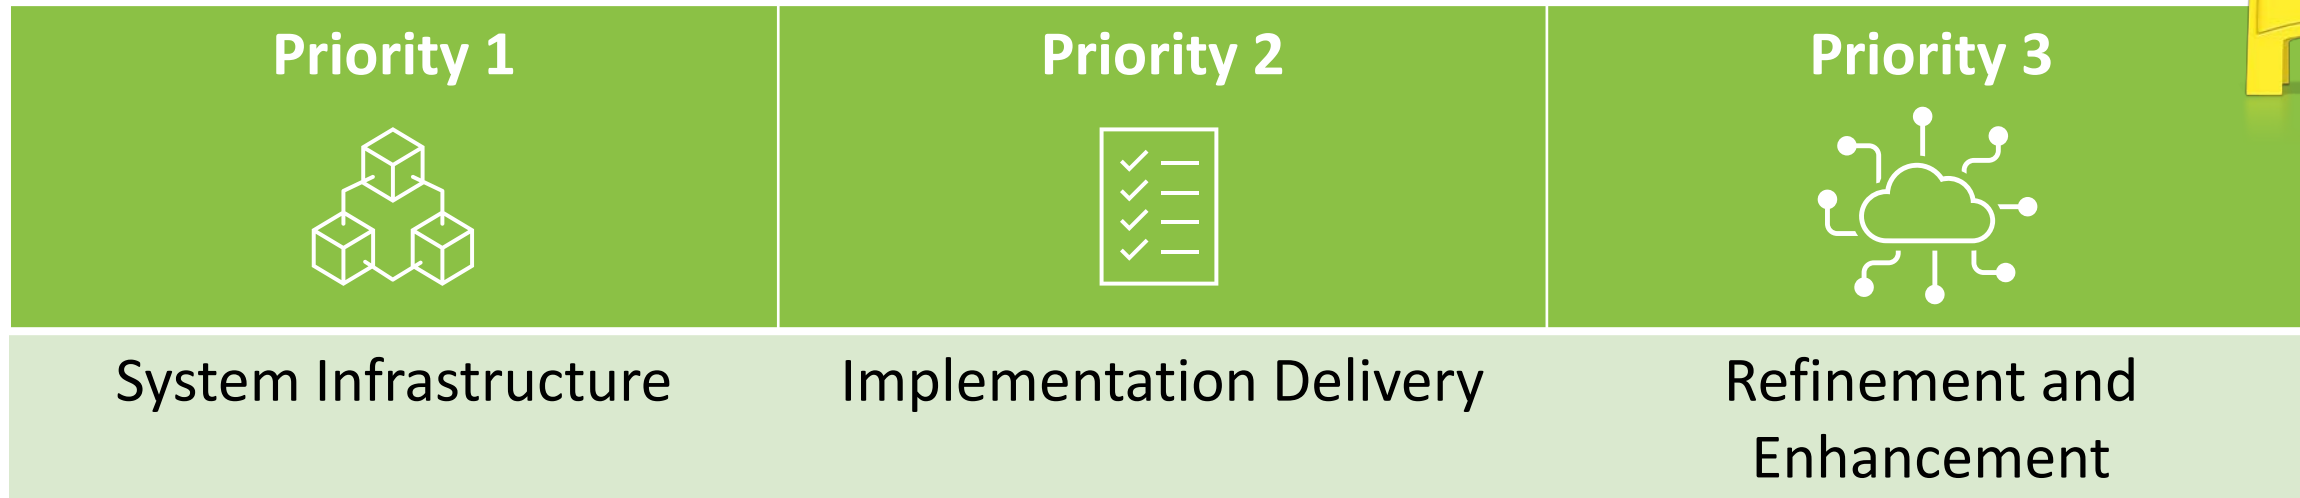 Priority 1
Priority 2
Priority 3
System Infrastructure
Implementation Delivery
Refinement and
Enhancement